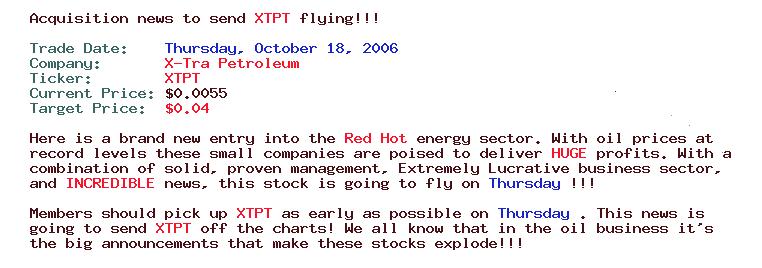 Acquisition news to send XTPT flying!!!
Trade Date: Thursday, October 18, 2006
Company: X-Tra Petroleum
Ticker: XTPT
Current Price: $0.0055
Target Price: $0.04
Here is a brand new entry into the Red Hot energy sector. With oil prices at
record levels these small companies are poised to deliver HUGE profits. With a
combination of solid, proven management, Extremely Lucrative business sector,
and INCREDIBLE news, this stock is going to fly on Thursday !!!
Members should pick up XTPT as early as possible on Thursday . This news is
going to send XTPT off the charts! We all know that in the oil business it's
the big announcements that make these stocks explode!!!